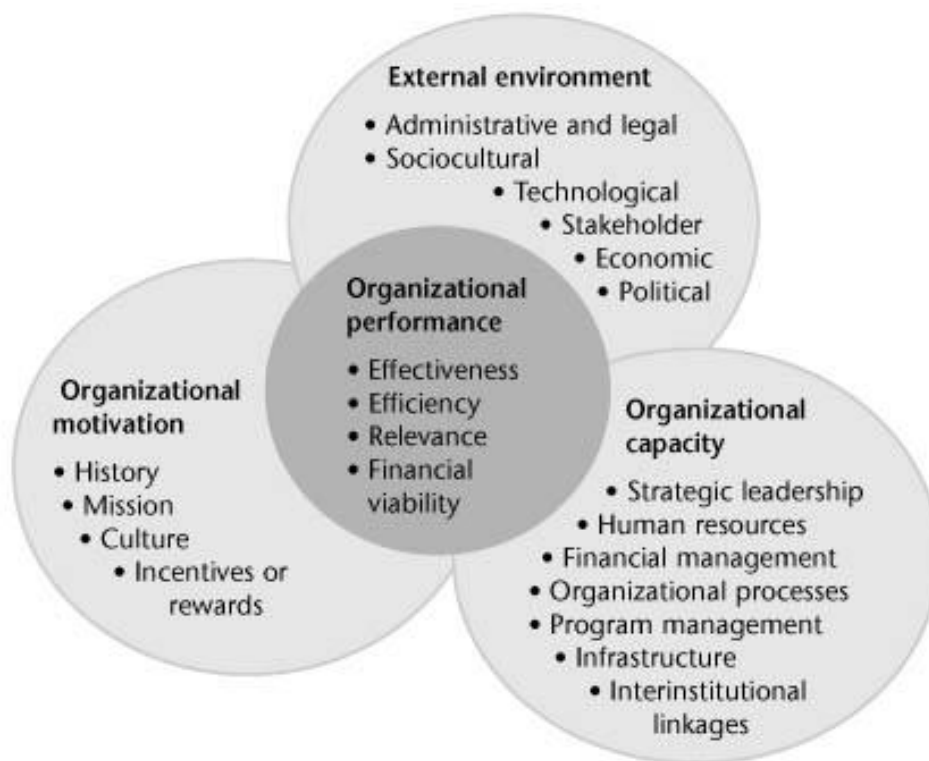 External environment
• Administrative and legal
• Sociocultural
• Technological
• Stakeholder
• Economic
• Political
Organizational
performance
• Effectiveness
• Efficiency
• Relevance
• Financial
viability
Organizational
motivation
• History
• Mission
• Culture
• Incentives or
rewards
Organizational
capacity
• Strategic leadership
• Human resources
• Financial management
• Organizational processes
• Program management
• Infrastructure
• Interinstitutional
linkages